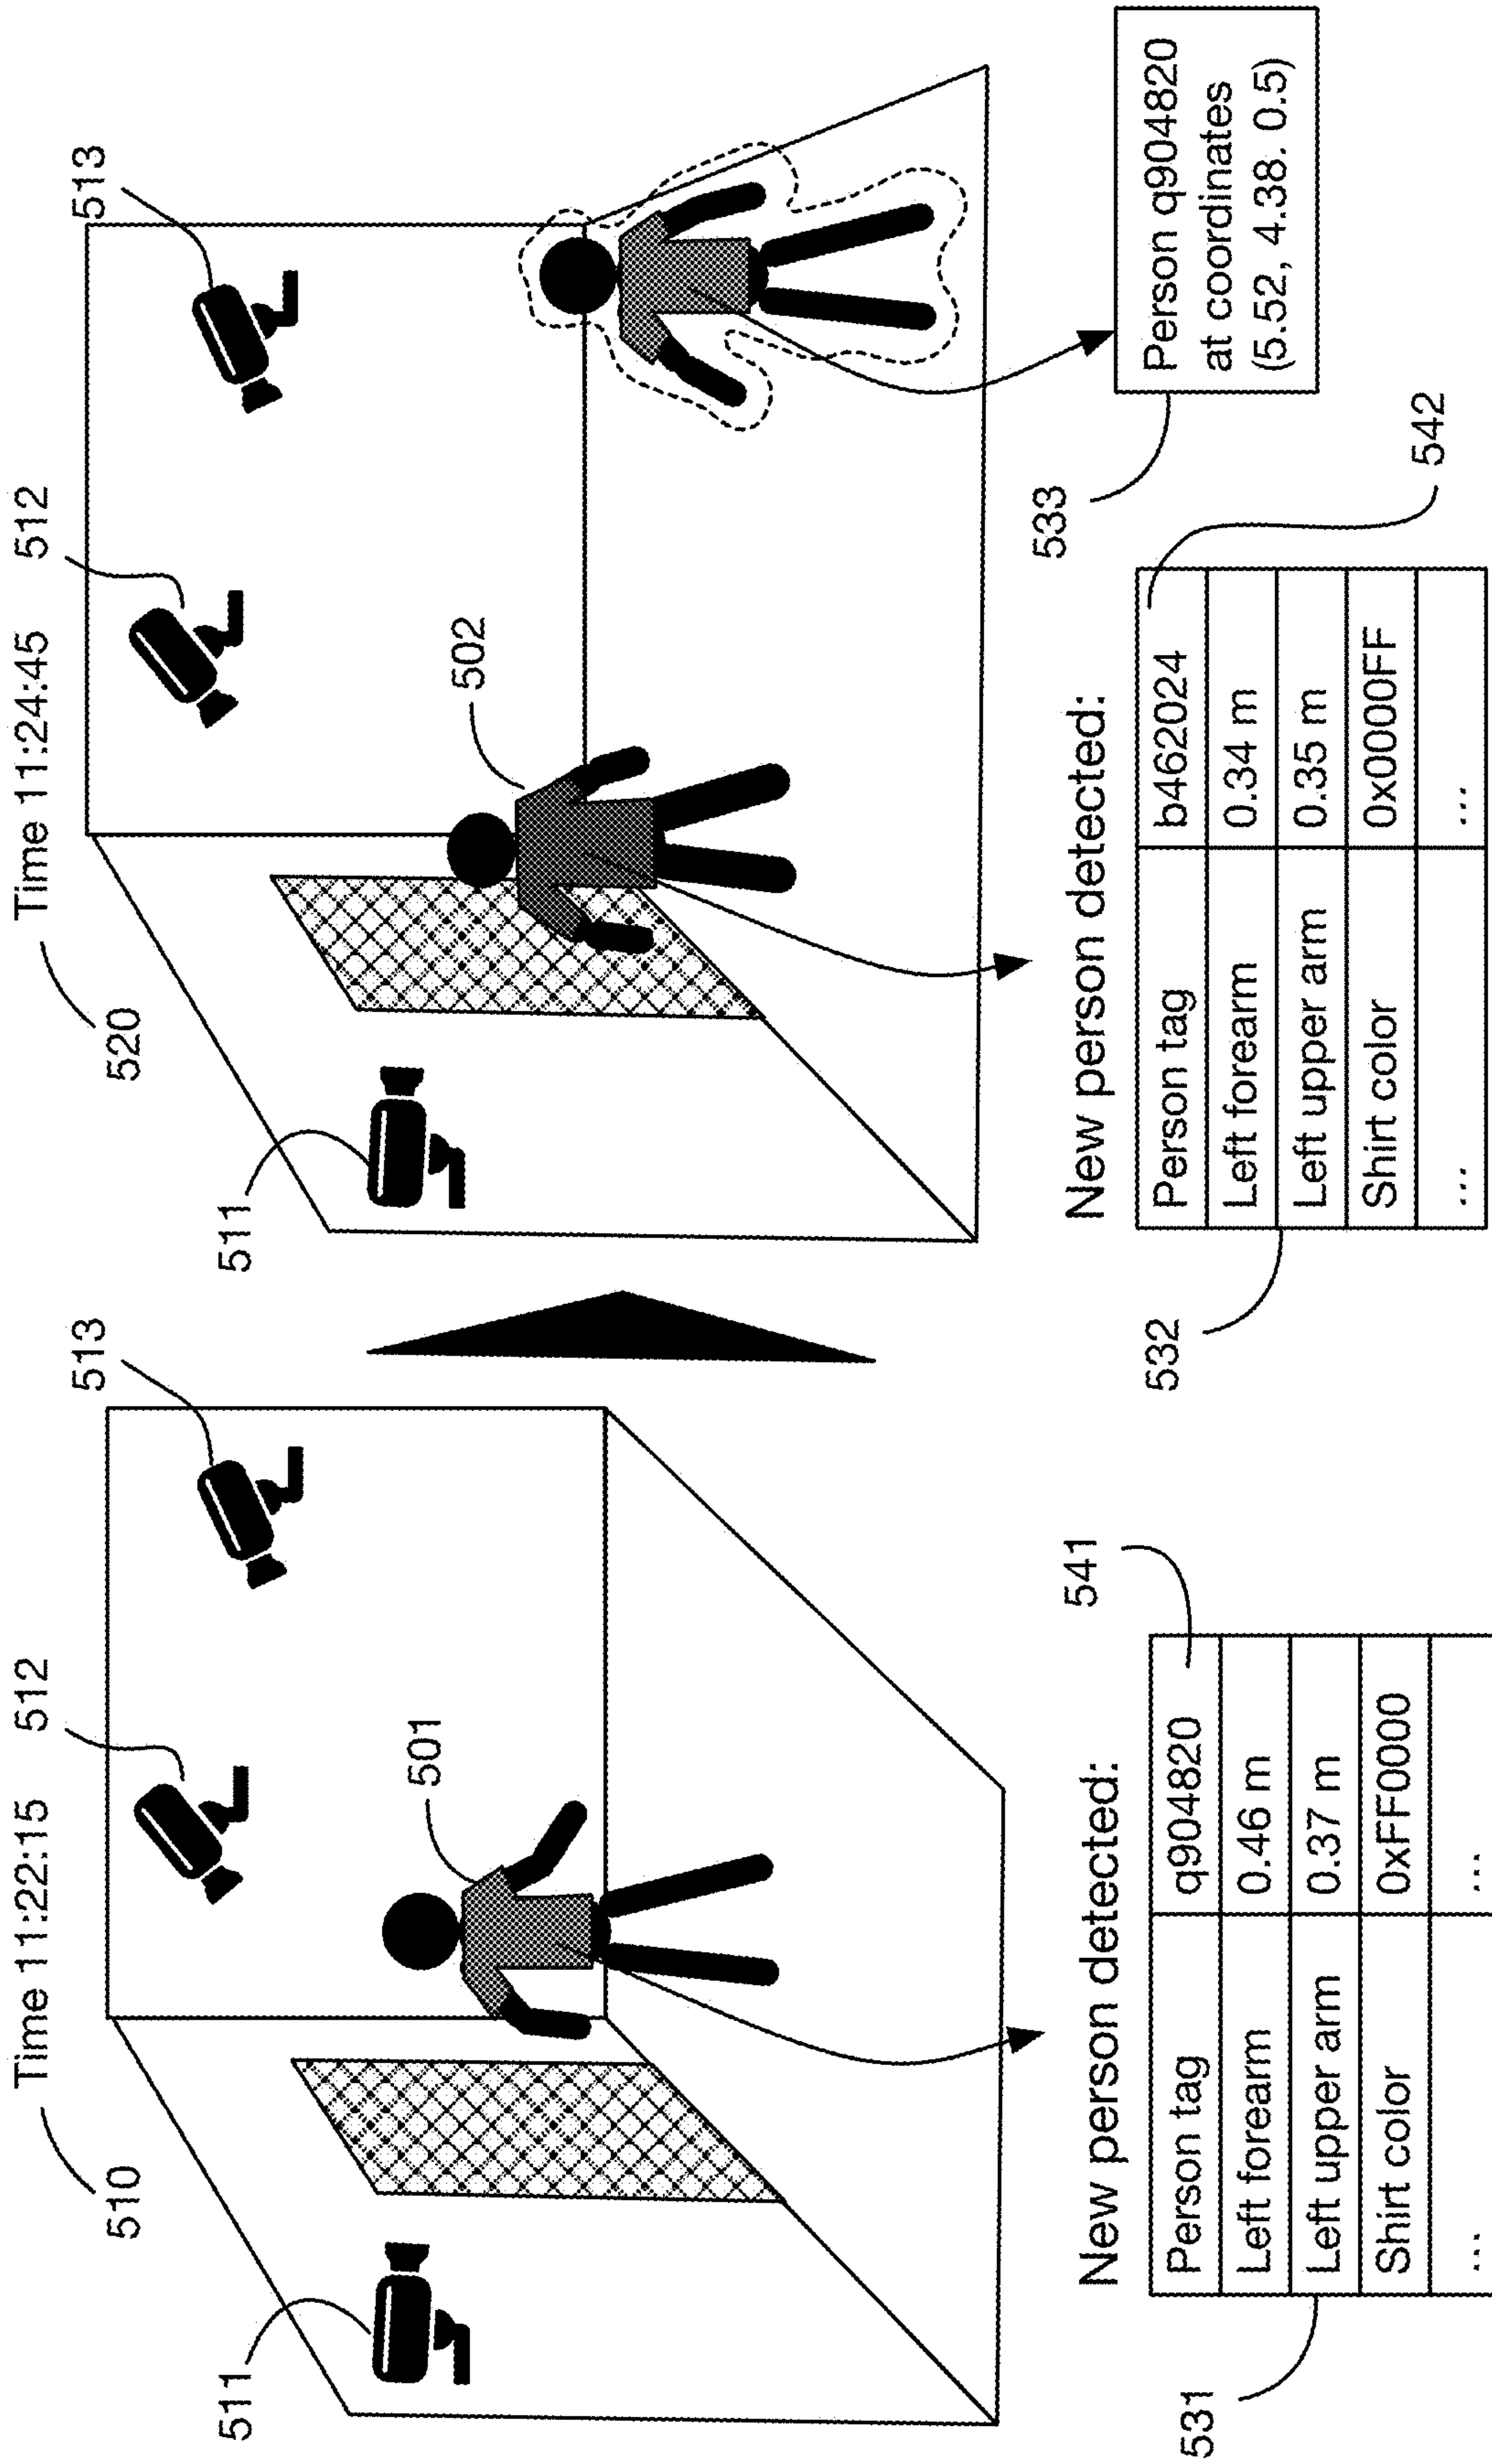 Time 11:22:15
510
512
513
511
501
New person detected:
541
531
Person tag q904820
Left forearm 0.46 m
Left upper arm 0.37 m
Shirt color 0xFF0000
... ...
Time 11:24:45
520
512
513
511
502
New person detected:
532
Person tag b462024
Left forearm 0.34 m
Left upper arm 0.35 m
Shirt color 0x0000FF
... ...
542
533
Person q904820
at coordinates
(5.52, 4.38. 0.5)